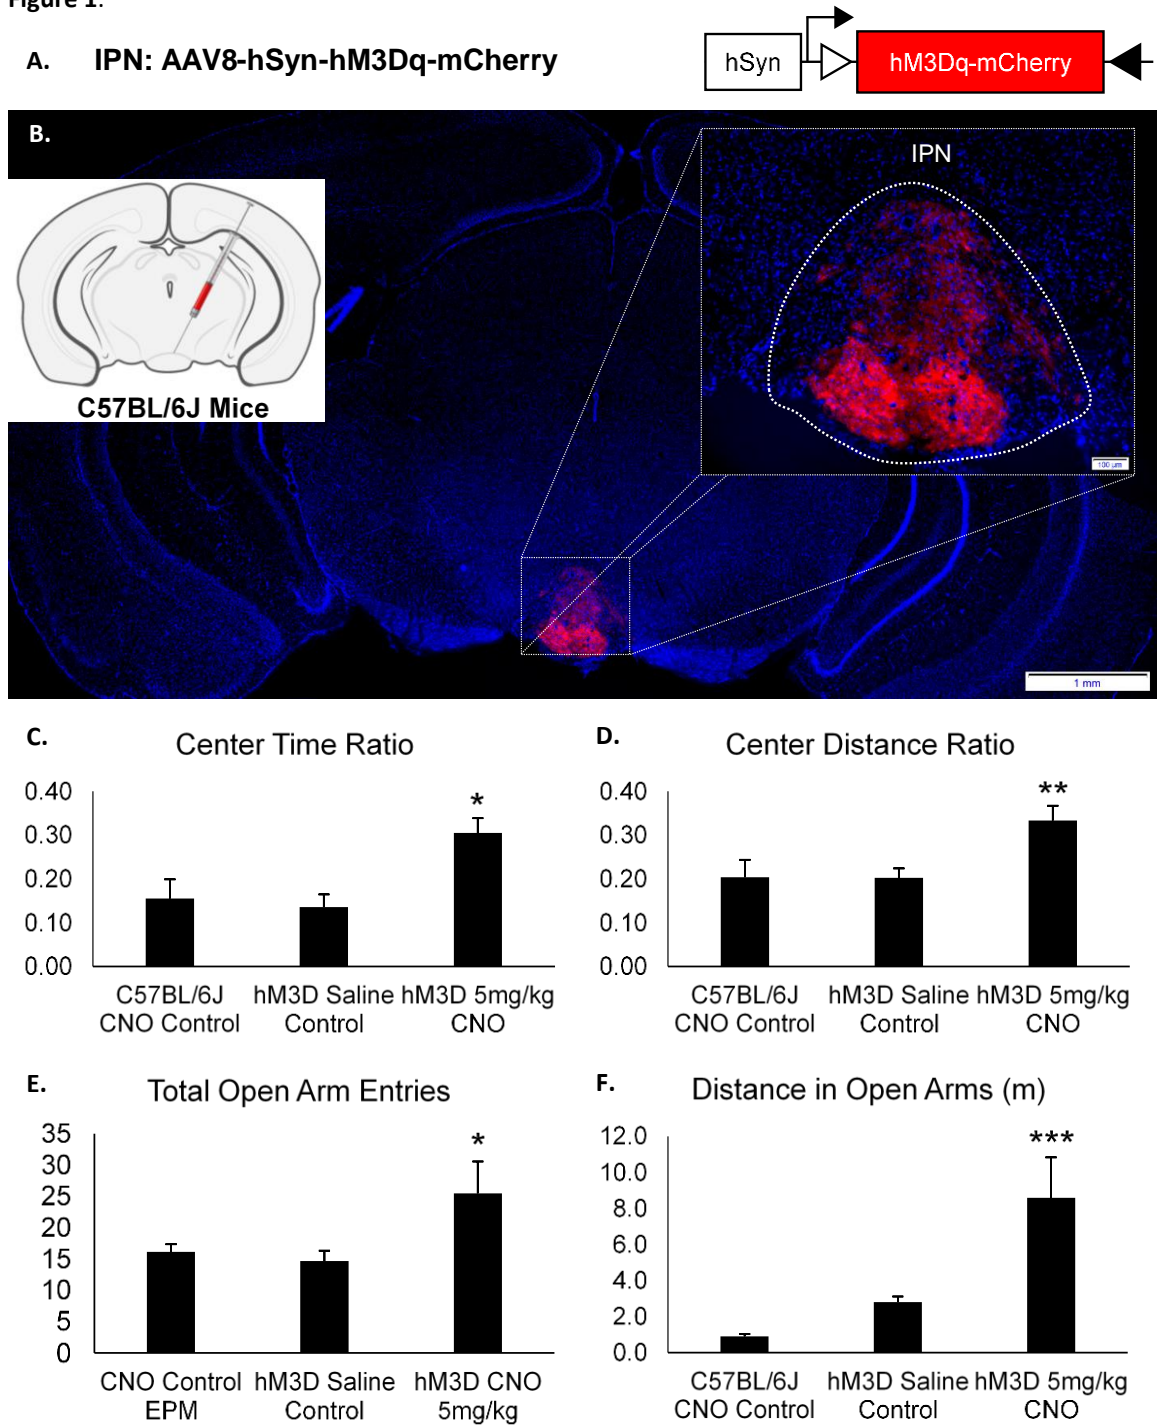 Figure 1.
A. IPN: AAV8-hSyn-hM3Dq-mCherry
hSyn hM3Dq-mCherry
B.
IPN
C57BL/6J Mice
100 µm
1 mm
C. Center Time Ratio
0.40
0.30
0.20
0.10
0.00
*
C57BL/6J CNO Control
hM3D Saline Control
hM3D 5mg/kg CNO
D. Center Distance Ratio
0.40
0.30
0.20
0.10
0.00
**
C57BL/6J CNO Control
hM3D Saline Control
hM3D 5mg/kg CNO
E. Total Open Arm Entries
35
30
25
20
15
10
5
0
*
CNO Control EPM
hM3D Saline Control
hM3D CNO 5mg/kg
F. Distance in Open Arms (m)
12.0
10.0
8.0
6.0
4.0
2.0
0.0
***
C57BL/6J CNO Control
hM3D Saline Control
hM3D 5mg/kg CNO